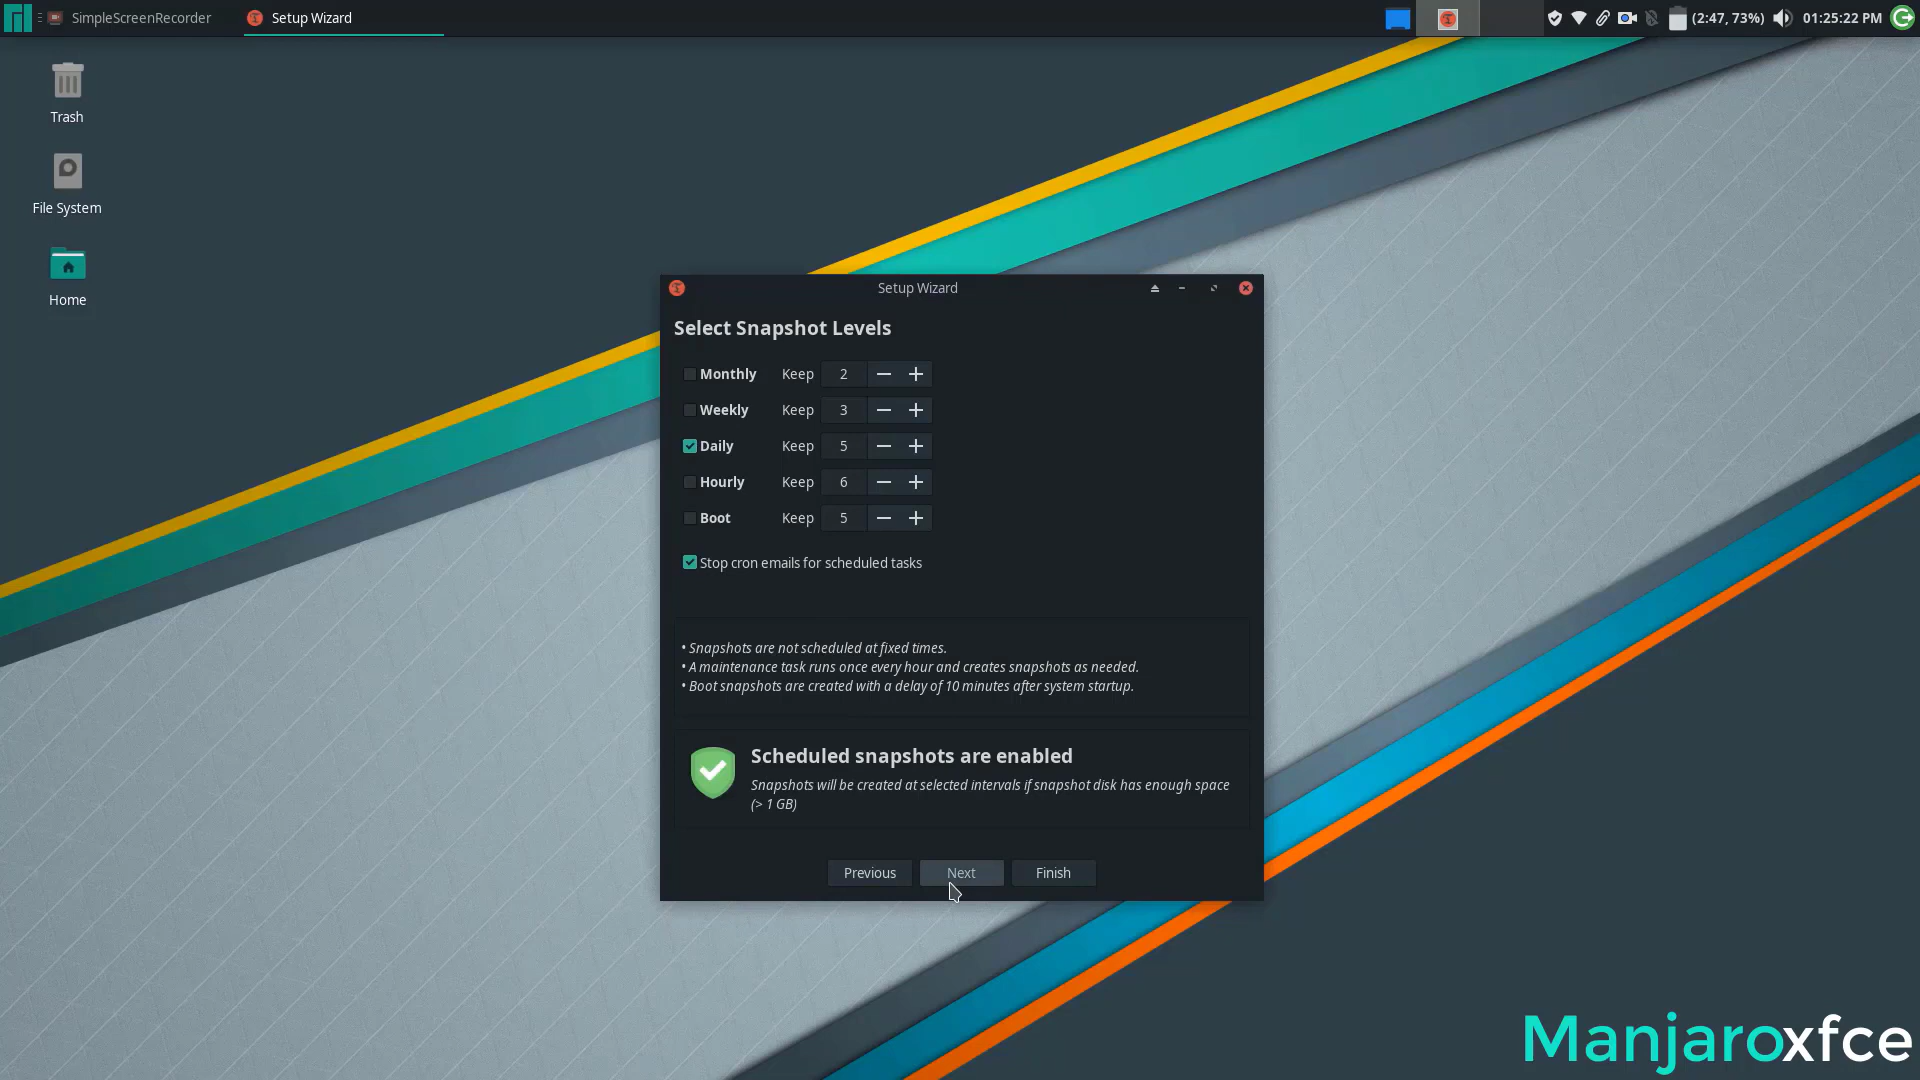 SimpleScreenRecorder
Setup Wizard
(2:47, 73%)
01:25:22 PM
Trash
File System
Home
Setup Wizard
Select Snapshot Levels
Monthly Keep 2
Weekly Keep 3
Daily Keep 5
Hourly Keep 6
Boot Keep 5
Stop cron emails for scheduled tasks
• Snapshots are not scheduled at fixed times.
• A maintenance task runs once every hour and creates snapshots as needed.
• Boot snapshots are created with a delay of 10 minutes after system startup.
Scheduled snapshots are enabled
Snapshots will be created at selected intervals if snapshot disk has enough space
(> 1 GB)
Previous
Next
Finish
Manjaroxfce